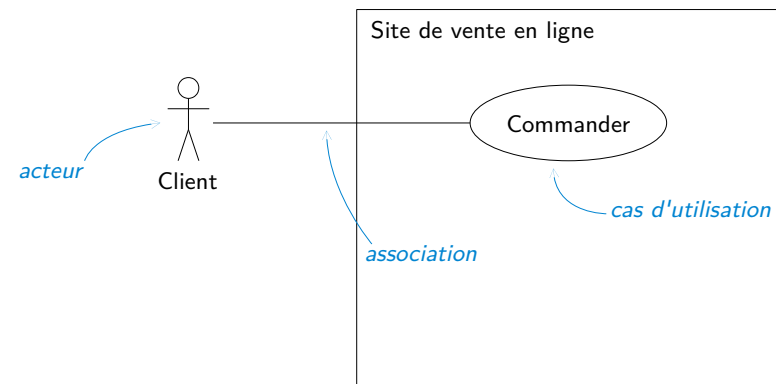 Site de vente en ligne
Commander
acteur
Client
cas d'utilisation
association